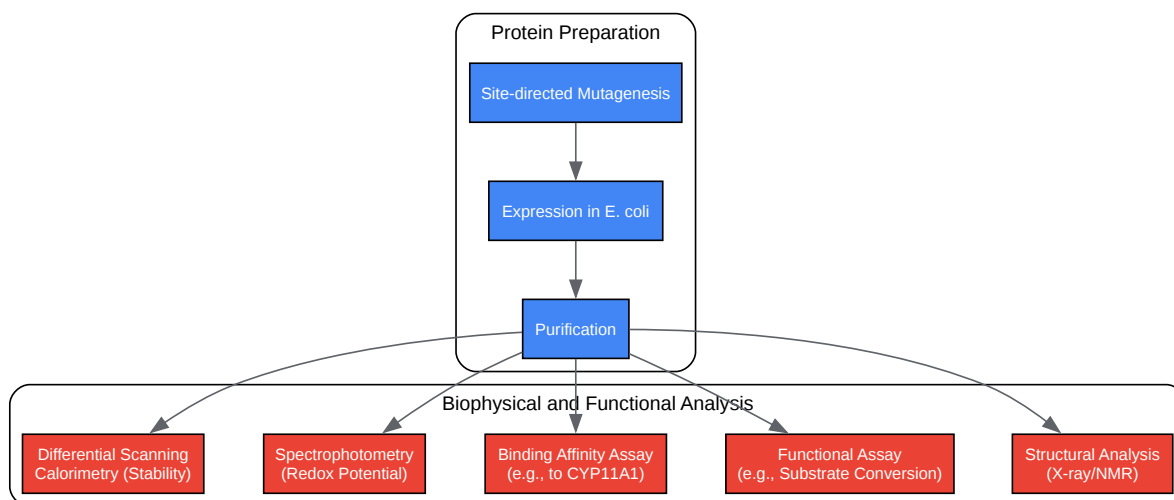 Protein Preparation
Site-directed Mutagenesis
Expression in E. coli
Purification
Biophysical and Functional Analysis
Differential Scanning
Calorimetry (Stability)
Spectrophotometry
(Redox Potential)
Binding Affinity Assay
(e.g., to CYP11A1)
Functional Assay
(e.g., Substrate Conversion)
Structural Analysis
(X-ray/NMR)